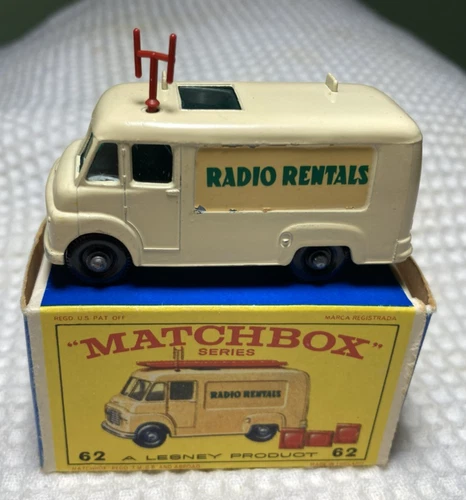 RADIO RENTALS
REGD U.S. PAT. OFF.
MARCA REGISTRADA
"MATCHBOX"
SERIES
RADIO RENTALS
62 A LESNEY PRODUCT 62